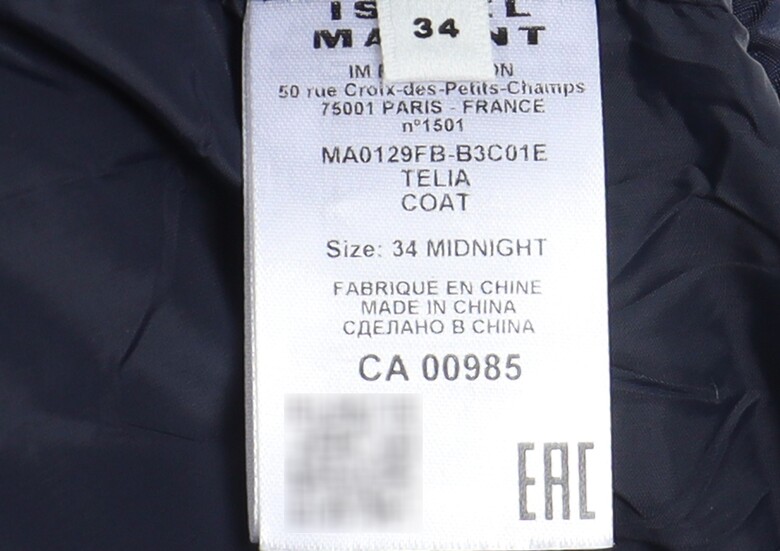 34
50 rue Croix-des-Petits-Champs
75001 PARIS - FRANCE
n°1501
MA0129FB-B3C01E
TELIA
COAT
Size: 34 MIDNIGHT
FABRIQUE EN CHINE
MADE IN CHINA
СДЕЛАНО В CHINA
CA 00985
EAC